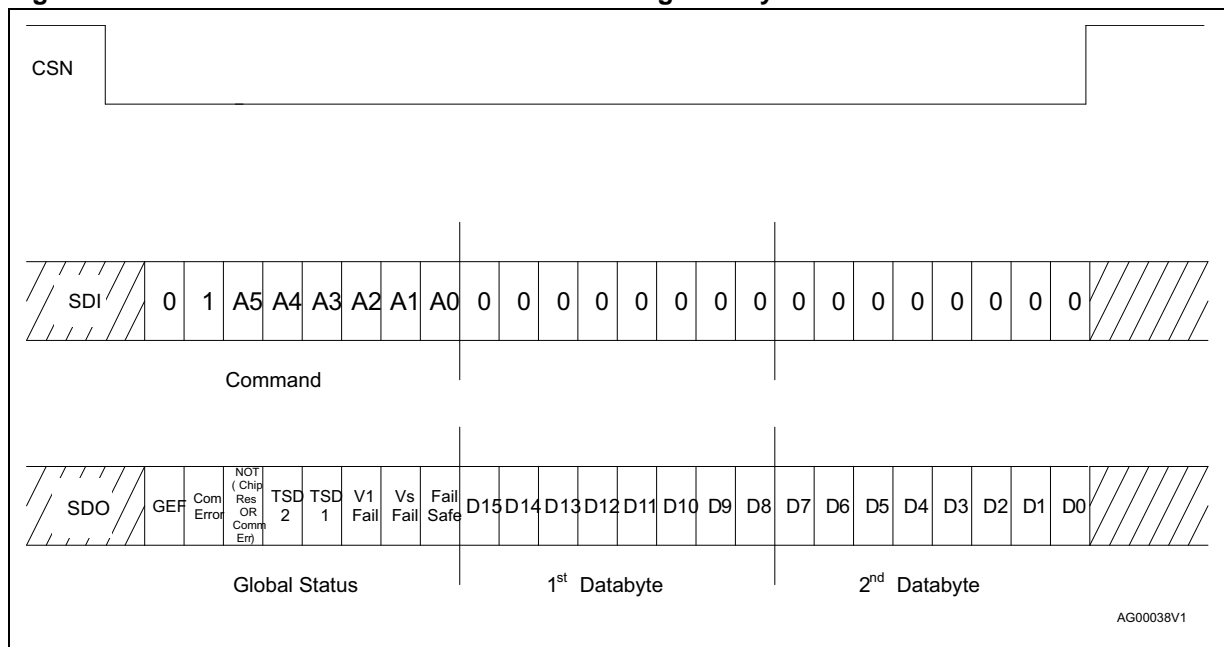 CSN
SDI 0 1 A5 A4 A3 A2 A1 A0 0 0 0 0 0 0 0 0 0 0 0 0 0 0 0 0
Command
SDO GEF Com Error NOT ( Chip Res OR Comm Err) TSD 2 TSD 1 V1 Fail Vs Fail Fail Safe D15 D14 D13 D12 D11 D10 D9 D8 D7 D6 D5 D4 D3 D2 D1 D0
Global Status 1st Databyte 2nd Databyte
AG00038V1